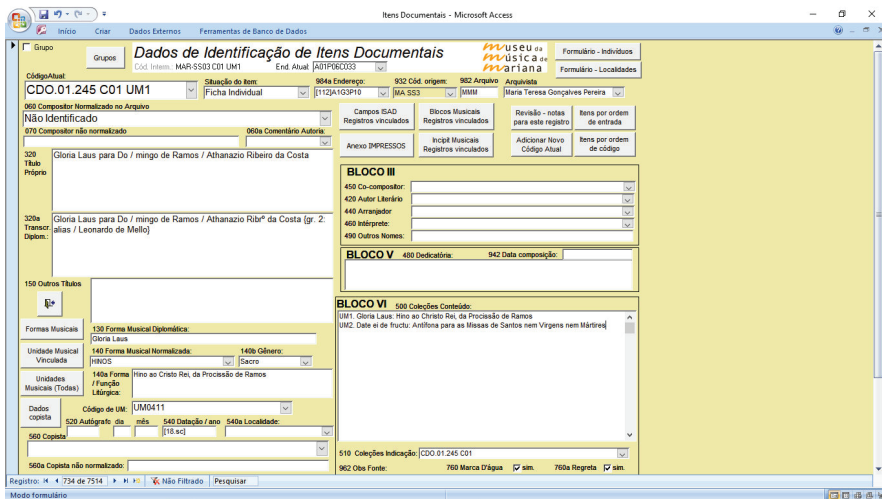 Itens Documentais - Microsoft Access
Início Criar Dados Externos Ferramentas de Banco de Dados
Grupo
Grupos
Dados de Identificação de Itens Documentais
Cód. Intern.: MAR-SS03 C01 UM1 End. Atual: A01P06C033
Museu da
Música de
Mariana
Formulário - Indivíduos
Formulário - Localidades
CódigoAtual:
CDO.01.245 C01 UM1
Situação do item:
Ficha Individual
984a Endereço:
[112]A1G3P10
932 Cód. origem:
MA SS3
982 Arquivo
MMM
Arquivista
Maria Teresa Gonçalves Pereira
060 Compositor Normalizado no Arquivo
Não Identificado
070 Compositor não normalizado
060a Comentário Autoria:
Campos ISAD
Registros vinculados
Blocos Musicais
Registros vinculados
Revisão - notas
para este registro
Itens por ordem
de entrada
Anexo IMPRESSOS
Incipit Musicais
Registros vinculados
Adicionar Novo
Código Atual
Itens por ordem
de código
320
Título
Próprio
Gloria Laus para Do / mingo de Ramos / Athanazio Ribeiro da Costa
320a
Transcr.
Diplom.:
Gloria Laus para Do / mingo de Ramos / Athanazio Ribrº da Costa {gr. 2:
alias / Leonardo de Mello}
150 Outros Títulos
BLOCO III
450 Co-compositor:
420 Autor Literário
440 Arranjador
460 Intérprete:
490 Outros Nomes:
BLOCO V 480 Dedicatória: 942 Data composição:
BLOCO VI 500 Coleções Conteúdo:
UM1. Gloria Laus: Hino ao Christo Rei, da Procissão de Ramos
UM2. Date ei de fructu: Antífona para as Missas de Santos nem Virgens nem Mártires
Formas Musicais
130 Forma Musical Diplomática:
Gloria Laus
Unidade Musical
Vinculada
140 Forma Musical Normalizada:
HINOS
140b Gênero:
Sacro
Unidades
Musicais (Todas)
140a Forma
/ Função
Litúrgica:
Hino ao Cristo Rei, da Procissão de Ramos
Dados
copista
Código de UM: UM0411
520 Autógrafo dia mês 540 Datação / ano 540a Localidade:
[18.sc]
560 Copista
560a Copista não normalizado:
510 Coleções Indicação: CDO.01.245 C01
962 Obs Fonte: 760 Marca D'água sim. 760a Regreta sim.
Registro: 734 de 7514 Não Filtrado Pesquisar
Modo formulário